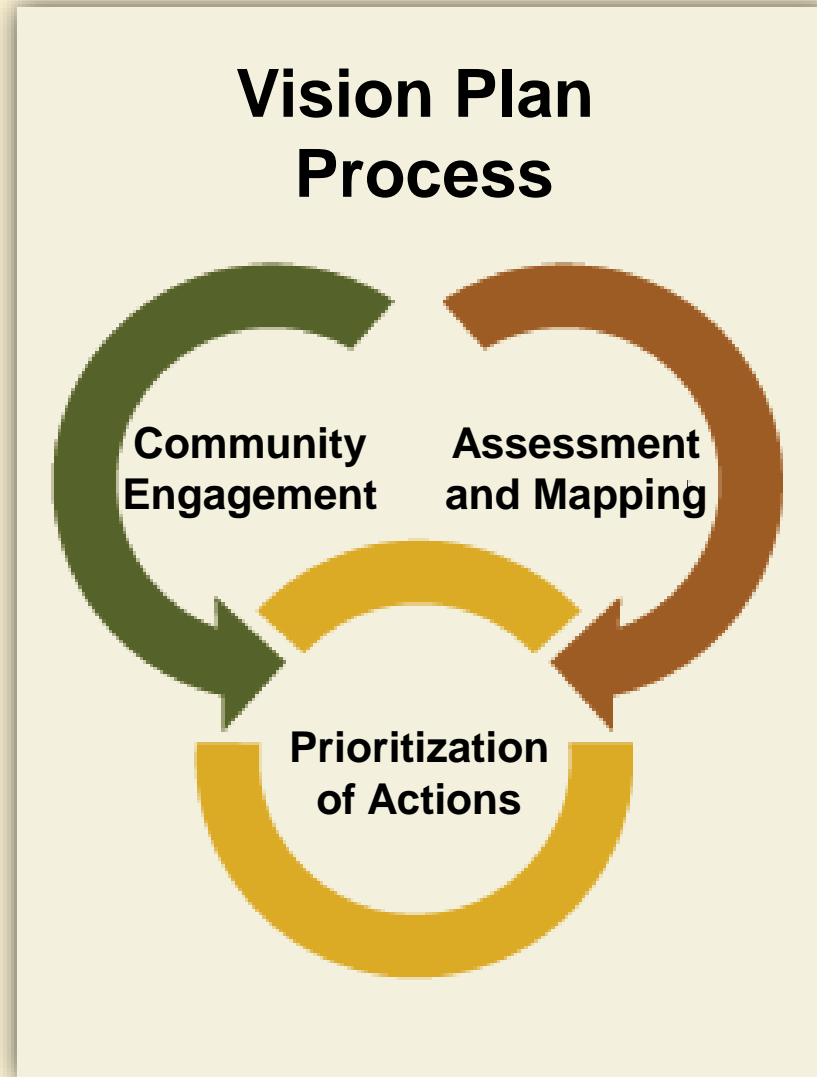 Vision Plan
Process
Community
Engagement
Assessment
and Mapping
Prioritization
of Actions